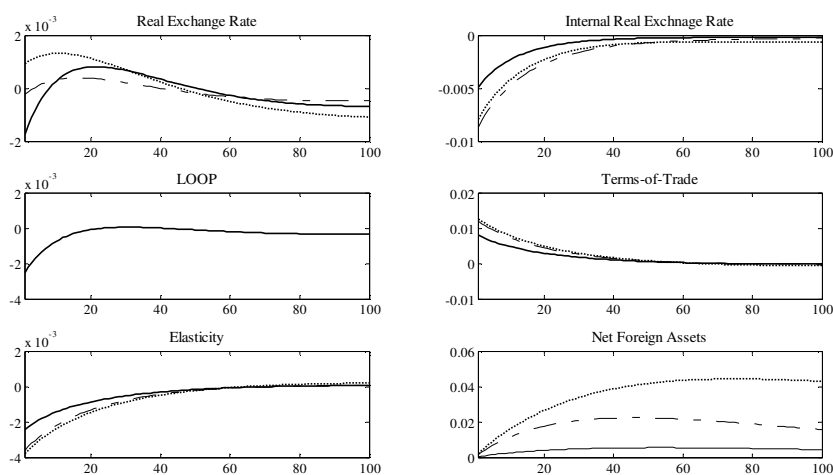 Real Exchange Rate
x 10^-3
2
0
-2
20 40 60 80 100
Internal Real Exchnage Rate
0
-0.005
-0.01
20 40 60 80 100
LOOP
x 10^-3
2
0
-2
-4
20 40 60 80 100
Terms-of-Trade
0.02
0.01
0
-0.01
20 40 60 80 100
Elasticity
x 10^-3
2
0
-2
-4
20 40 60 80 100
Net Foreign Assets
0.06
0.04
0.02
0
20 40 60 80 100